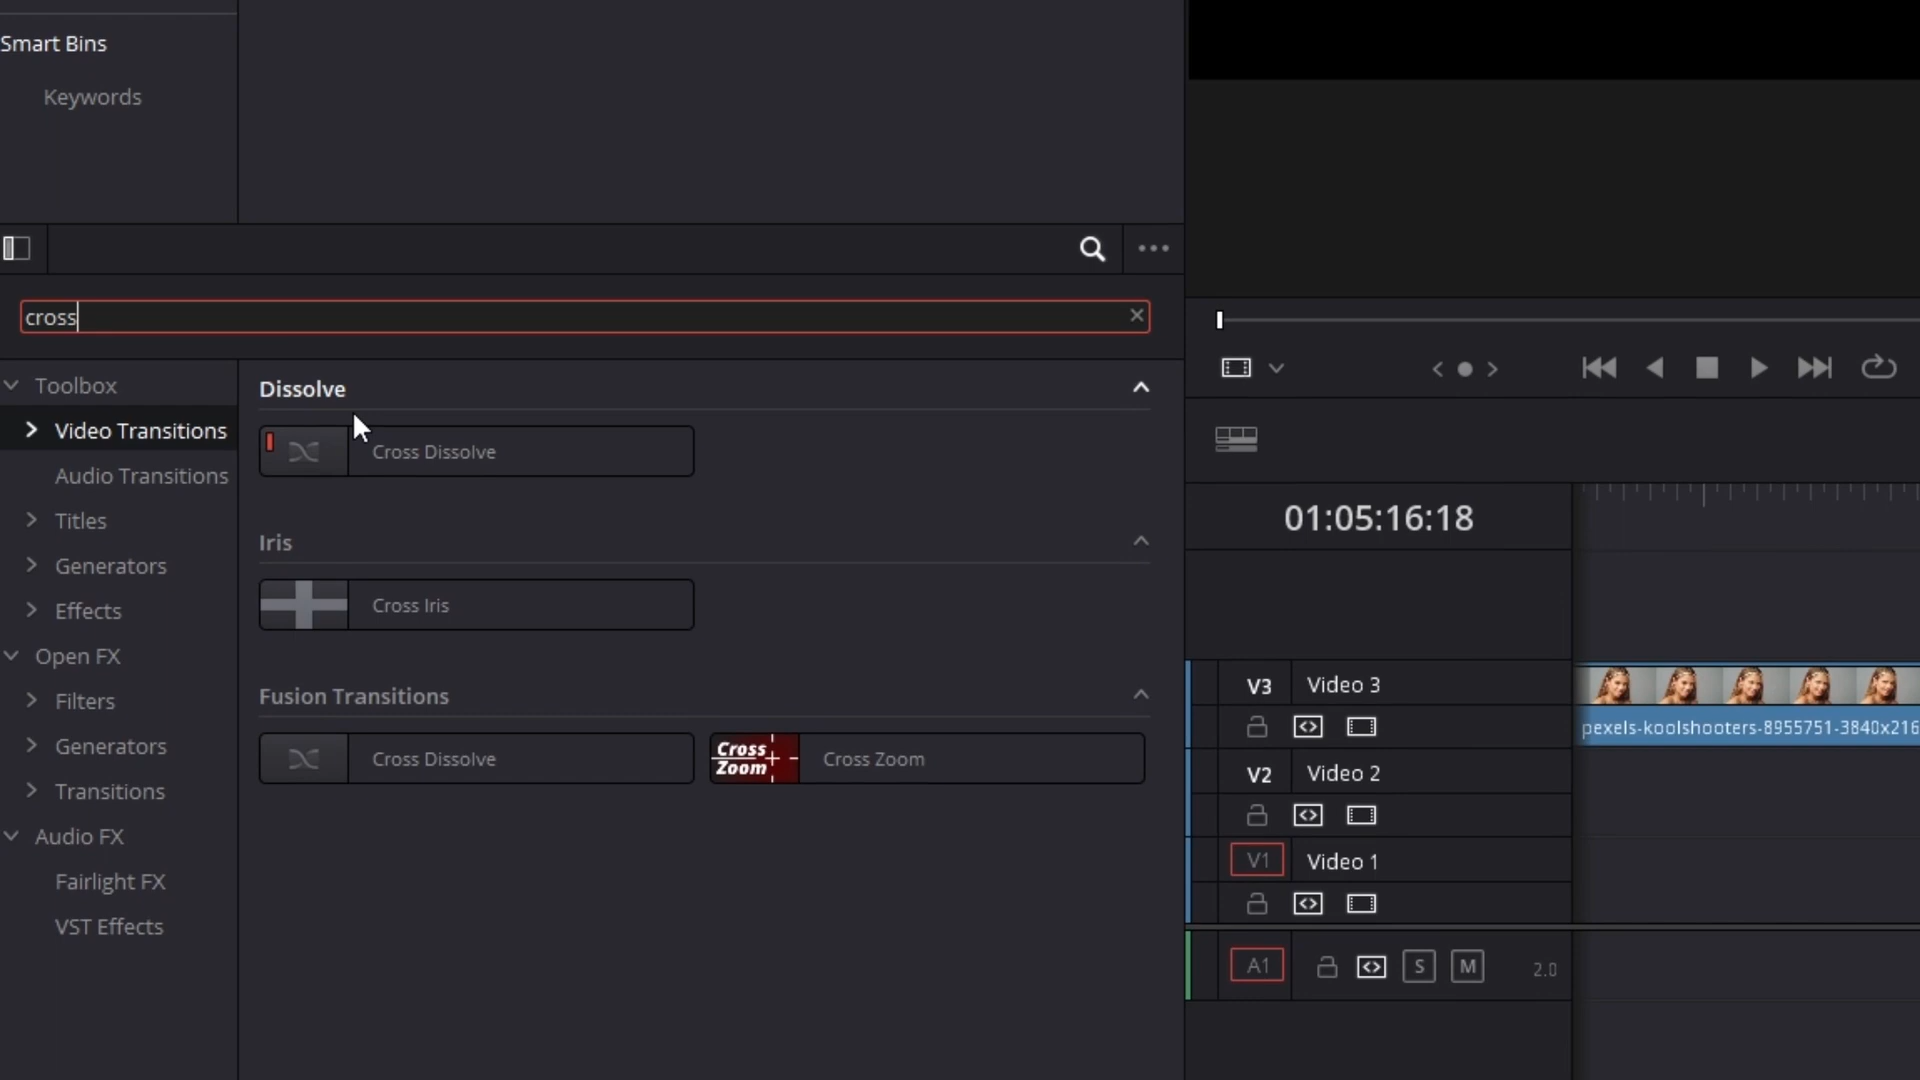 Smart Bins
Keywords
cross
Toolbox
Video Transitions
Audio Transitions
Titles
Generators
Effects
Open FX
Filters
Generators
Transitions
Audio FX
Fairlight FX
VST Effects
Dissolve
Cross Dissolve
Iris
Cross Iris
Fusion Transitions
Cross Dissolve
Cross
Zoom
Cross Zoom
01:05:16:18
V3 Video 3
pexels-koolshooters-8955751-3840x216
V2 Video 2
V1 Video 1
A1 S M 2.0